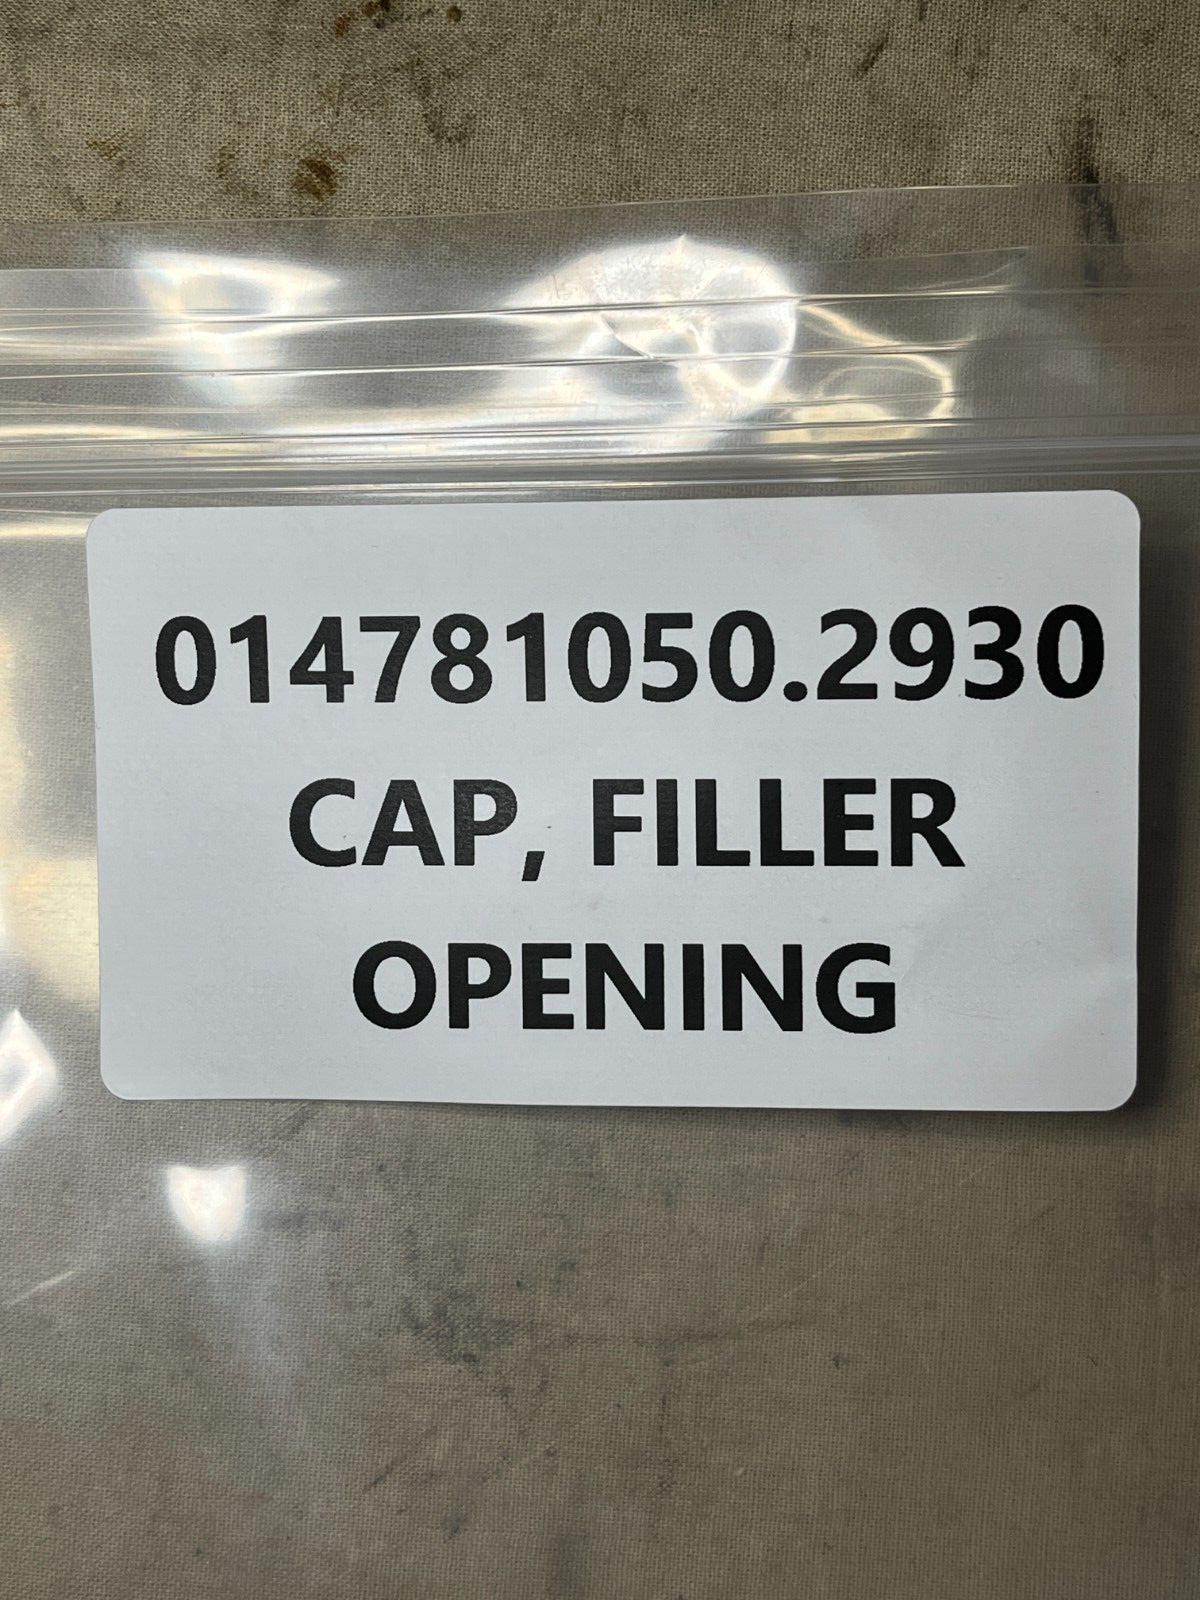 014781050.2930
CAP, FILLER
OPENING